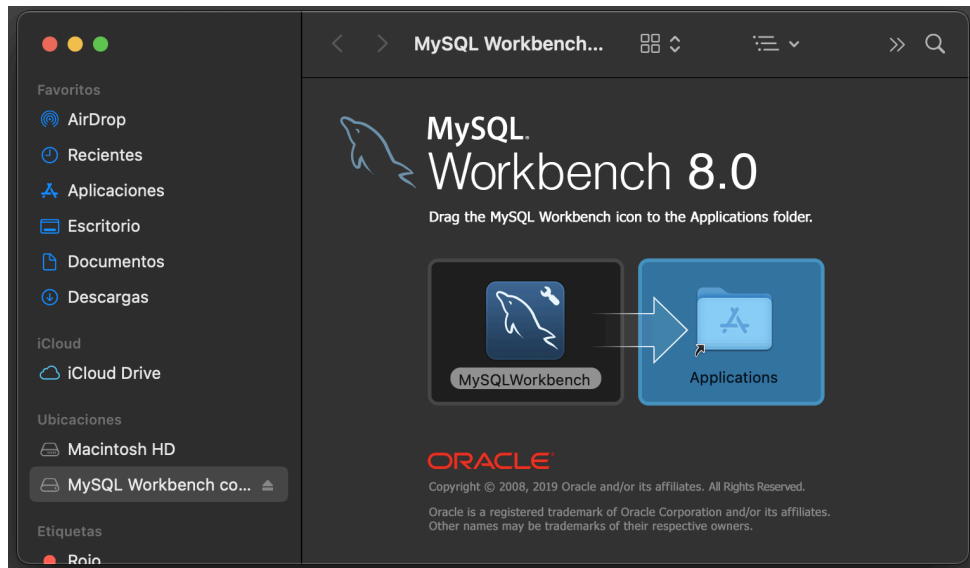 MySQL Workbench...
Favoritos
AirDrop
Recientes
Aplicaciones
Escritorio
Documentos
Descargas
iCloud
iCloud Drive
Ubicaciones
Macintosh HD
MySQL Workbench co...
Etiquetas
Rojo
MySQL.
Workbench 8.0
Drag the MySQL Workbench icon to the Applications folder.
MySQLWorkbench
Applications
ORACLE
Copyright © 2008, 2019 Oracle and/or its affiliates. All Rights Reserved.
Oracle is a registered trademark of Oracle Corporation and/or its affiliates.
Other names may be trademarks of their respective owners.